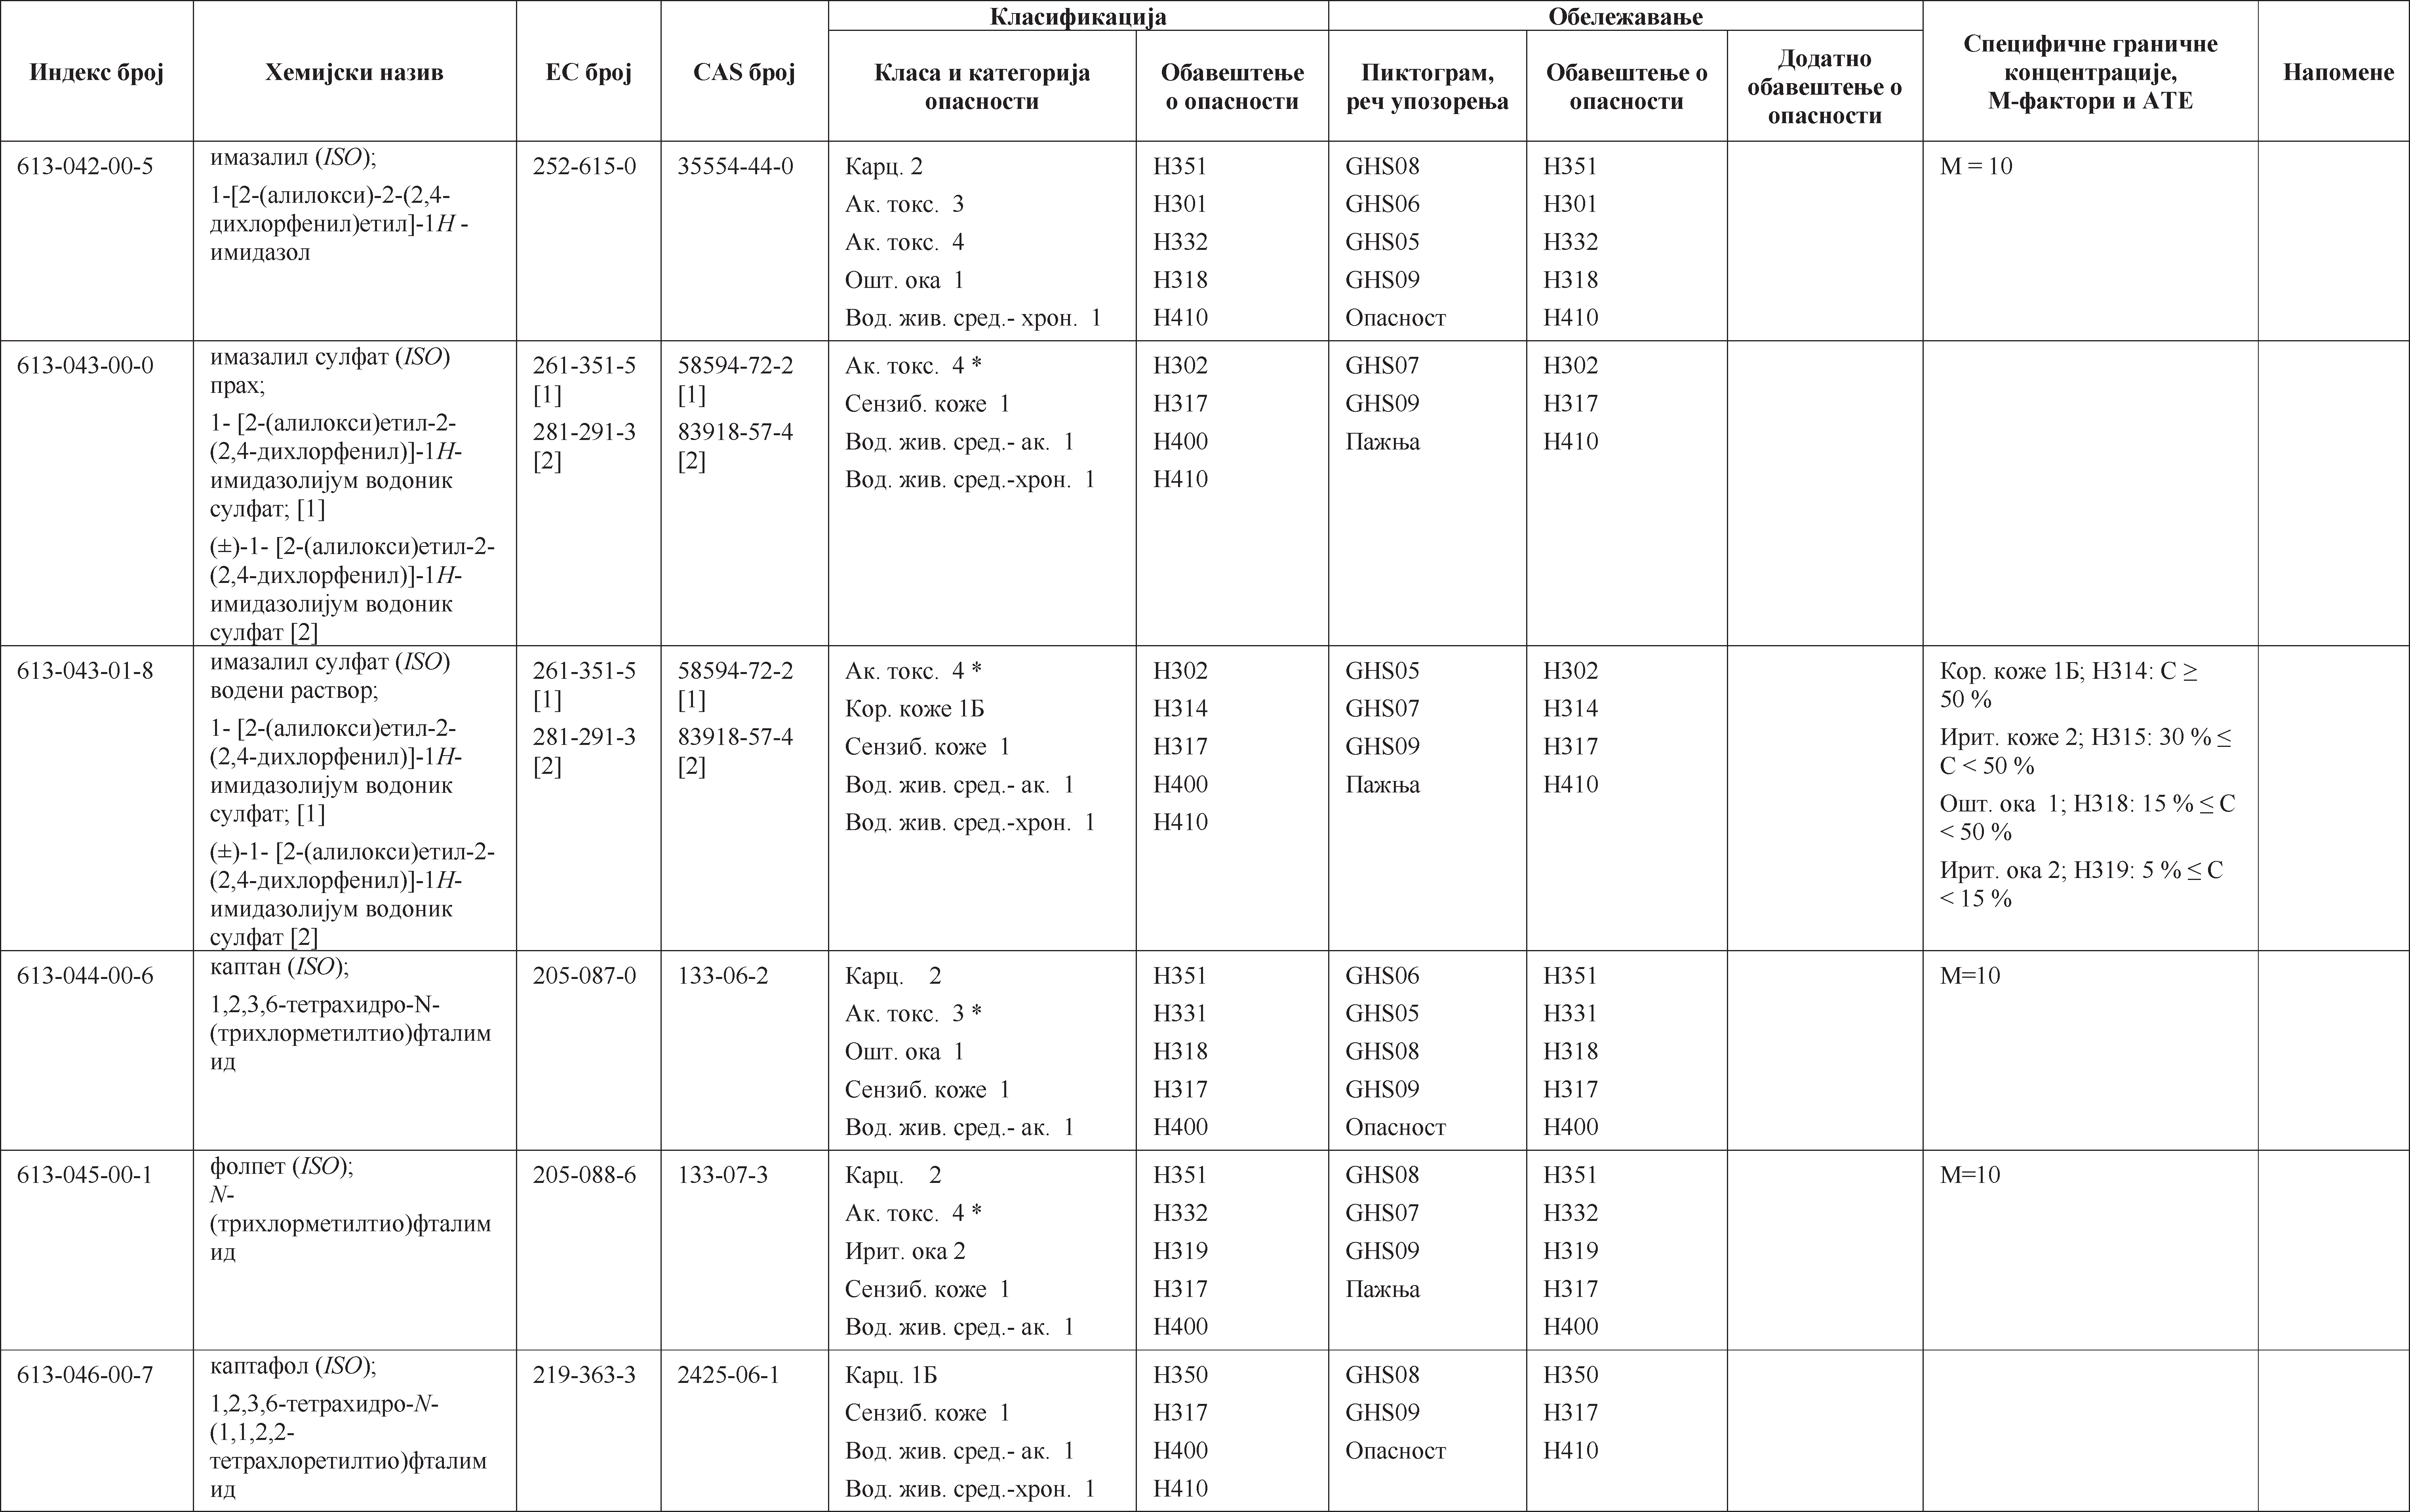 Индекс број
Хемијски назив
ЕС број
CAS број
Класификација
Обележавање
Специфичне граничне
концентрације,
М-фактори и АТЕ
Напомене
Класа и категорија
опасности
Обавештење
о опасности
Пиктограм,
реч упозорења
Обавештење о
опасности
Додатно
обавештење о
опасности
613-042-00-5
имазалил (ISO);
1-[2-(алилокси)-2-(2,4-
дихлорфенил)етил]-1H -
имидазол
252-615-0
35554-44-0
Карц. 2
Ак. токс. 3
Ак. токс. 4
Ошт. ока 1
Вод. жив. сред.- хрон. 1
H351
H301
H332
H318
H410
GHS08
GHS06
GHS05
GHS09
Опасност
H351
H301
H332
H318
H410
M = 10
613-043-00-0
имазалил сулфат (ISO)
прах;
1- [2-(алилокси)етил-2-
(2,4-дихлорфенил)]-1H-
имидазолијум водоник
сулфат; [1]
(±)-1- [2-(алилокси)етил-2-
(2,4-дихлорфенил)]-1H-
имидазолијум водоник
сулфат [2]
261-351-5
[1]
281-291-3
[2]
58594-72-2
[1]
83918-57-4
[2]
Ак. токс. 4 *
Сензиб. коже 1
Вод. жив. сред.- ак. 1
Вод. жив. сред.-хрон. 1
H302
H317
H400
H410
GHS07
GHS09
Пажња
H302
H317
H410
613-043-01-8
имазалил сулфат (ISO)
водени раствор;
1- [2-(алилокси)етил-2-
(2,4-дихлорфенил)]-1H-
имидазолијум водоник
сулфат; [1]
(±)-1- [2-(алилокси)етил-2-
(2,4-дихлорфенил)]-1H-
имидазолијум водоник
сулфат [2]
261-351-5
[1]
281-291-3
[2]
58594-72-2
[1]
83918-57-4
[2]
Ак. токс. 4 *
Кор. коже 1Б
Сензиб. коже 1
Вод. жив. сред.- ак. 1
Вод. жив. сред.-хрон. 1
H302
H314
H317
H400
H410
GHS05
GHS07
GHS09
Пажња
H302
H314
H317
H410
Кор. коже 1Б; H314: C ≥
50 %
Ирит. коже 2; H315: 30 % ≤
C < 50 %
Ошт. ока 1; H318: 15 % ≤ C
< 50 %
Ирит. ока 2; H319: 5 % ≤ C
< 15 %
613-044-00-6
каптан (ISO);
1,2,3,6-тетрахидро-N-
(трихлорметилтио)фталим
ид
205-087-0
133-06-2
Карц. 2
Ак. токс. 3 *
Ошт. ока 1
Сензиб. коже 1
Вод. жив. сред.- ак. 1
H351
H331
H318
H317
H400
GHS06
GHS05
GHS08
GHS09
Опасност
H351
H331
H318
H317
H400
M=10
613-045-00-1
фолпет (ISO);
N-
(трихлорметилтио)фталим
ид
205-088-6
133-07-3
Карц. 2
Ак. токс. 4 *
Ирит. ока 2
Сензиб. коже 1
Вод. жив. сред.- ак. 1
H351
H332
H319
H317
H400
GHS08
GHS07
GHS09
Пажња
H351
H332
H319
H317
H400
M=10
613-046-00-7
каптафол (ISO);
1,2,3,6-тетрахидро-N-
(1,1,2,2-
тетрахлоретилтио)фталим
ид
219-363-3
2425-06-1
Карц. 1Б
Сензиб. коже 1
Вод. жив. сред.- ак. 1
Вод. жив. сред.-хрон. 1
H350
H317
H400
H410
GHS08
GHS09
Опасност
H350
H317
H410